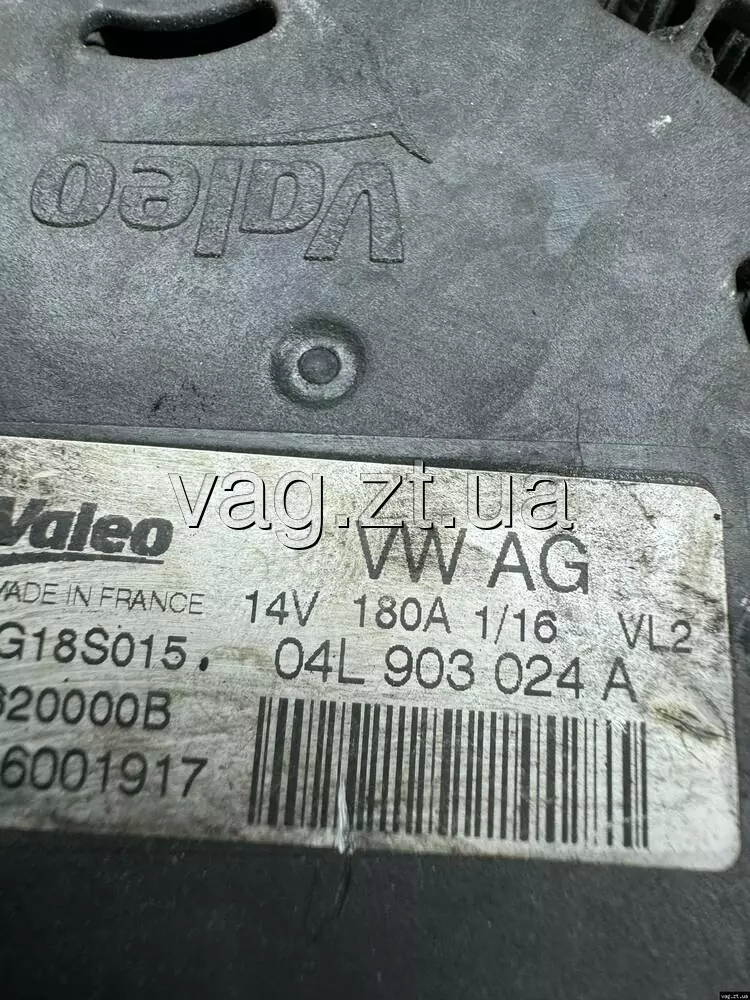 Valeo
vag.zt.ua
Valeo
VW AG
MADE IN FRANCE
14V 180A 1/16 VL2
G18S015.
04L 903 024 A
620000B
6001917
vag.zt.ua